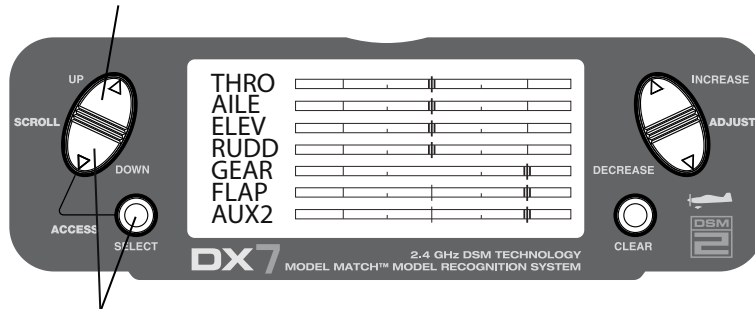 UP
SCROLL
DOWN
ACCESS
SELECT
THRO
AILE
ELEV
RUDD
GEAR
FLAP
AUX2
INCREASE
ADJUST
DECREASE
CLEAR
DX7
2.4 GHz DSM TECHNOLOGY
MODEL MATCH™ MODEL RECOGNITION SYSTEM
DSM
2